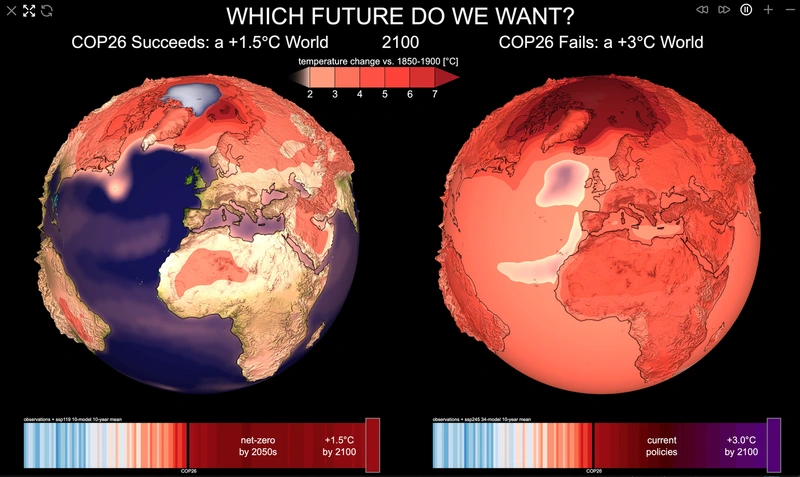 WHICH FUTURE DO WE WANT?
COP26 Succeeds: a +1.5°C World
2100
COP26 Fails: a +3°C World
temperature change vs. 1850-1900 [°C]
2 3 4 5 6 7
observations + ssp119 10-model 10-year mean
net-zero
by 2050s
+1.5°C
by 2100
COP26
observations + ssp245 34-model 10-year mean
current
policies
+3.0°C
by 2100
COP26